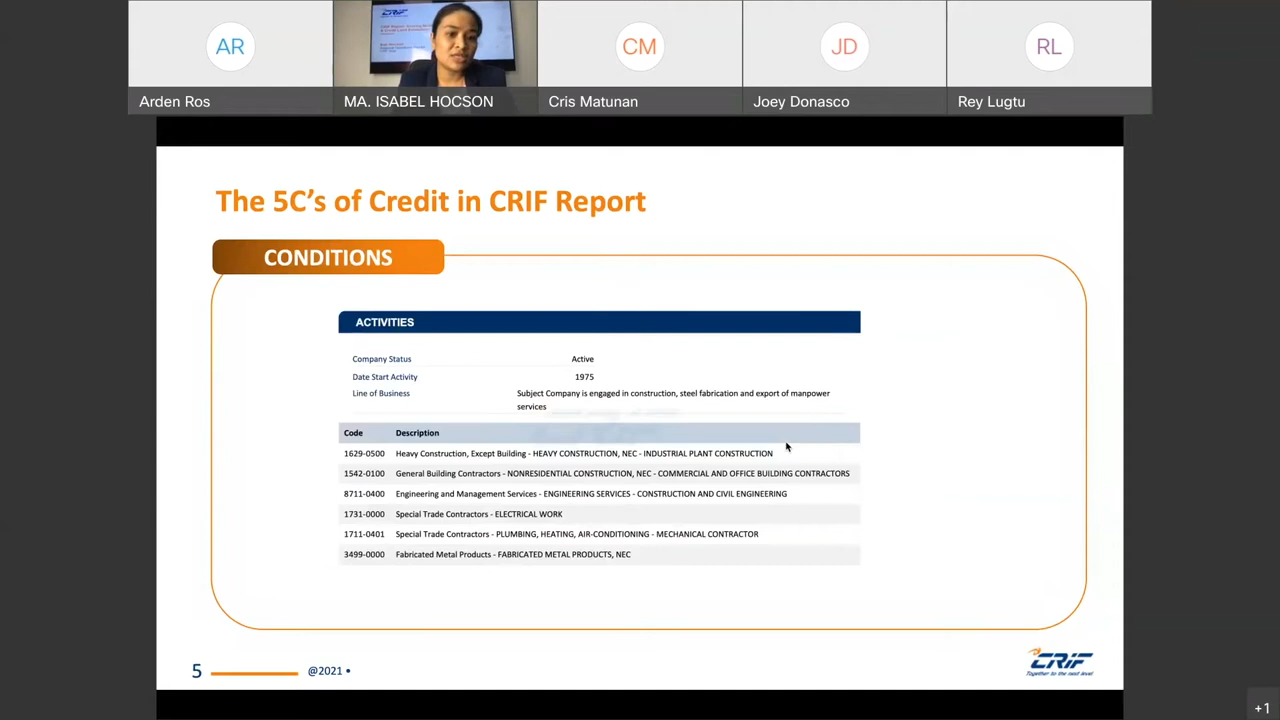 AR
CM
JD
RL
Arden Ros
MA. ISABEL HOCSON
Cris Matunan
Joey Donasco
Rey Lugtu
The 5C's of Credit in CRIF Report
CONDITIONS
ACTIVITIES
Company Status Active
Date Start Activity 1975
Line of Business Subject Company is engaged in construction, steel fabrication and export of manpower
services
Code Description
1629-0500 Heavy Construction, Except Building - HEAVY CONSTRUCTION, NEC - INDUSTRIAL PLANT CONSTRUCTION
1542-0100 General Building Contractors - NONRESIDENTIAL CONSTRUCTION, NEC - COMMERCIAL AND OFFICE BUILDING CONTRACTORS
8711-0400 Engineering and Management Services - ENGINEERING SERVICES - CONSTRUCTION AND CIVIL ENGINEERING
1731-0000 Special Trade Contractors - ELECTRICAL WORK
1711-0401 Special Trade Contractors - PLUMBING, HEATING, AIR-CONDITIONING - MECHANICAL CONTRACTOR
3499-0000 Fabricated Metal Products - FABRICATED METAL PRODUCTS, NEC
5 @2021 •
CRIF
Together to the next level
+1